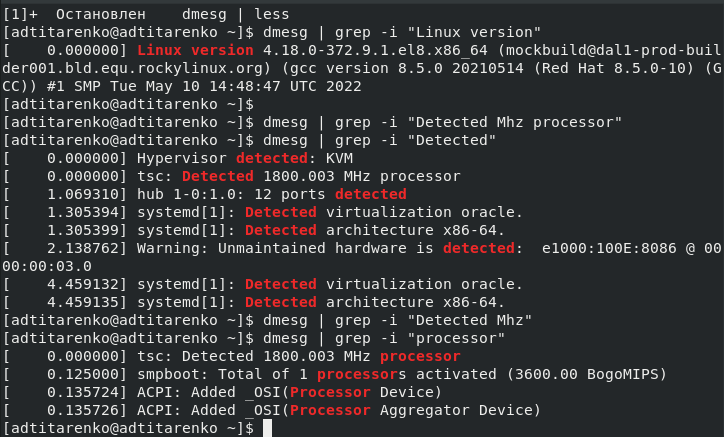 [1]+  Остановлен    dmesg | less
[adtitarenko@adtitarenko ~]$ dmesg | grep -i "Linux version"
[    0.000000] Linux version 4.18.0-372.9.1.el8.x86_64 (mockbuild@dal1-prod-buil
der001.bld.equ.rockylinux.org) (gcc version 8.5.0 20210514 (Red Hat 8.5.0-10) (G
CC)) #1 SMP Tue May 10 14:48:47 UTC 2022
[adtitarenko@adtitarenko ~]$
[adtitarenko@adtitarenko ~]$ dmesg | grep -i "Detected Mhz processor"
[adtitarenko@adtitarenko ~]$ dmesg | grep -i "Detected"
[    0.000000] Hypervisor detected: KVM
[    0.000000] tsc: Detected 1800.003 MHz processor
[    1.069310] hub 1-0:1.0: 12 ports detected
[    1.305394] systemd[1]: Detected virtualization oracle.
[    1.305399] systemd[1]: Detected architecture x86-64.
[    2.138762] Warning: Unmaintained hardware is detected:  e1000:100E:8086 @ 00
00:00:03.0
[    4.459132] systemd[1]: Detected virtualization oracle.
[    4.459135] systemd[1]: Detected architecture x86-64.
[adtitarenko@adtitarenko ~]$ dmesg | grep -i "Detected Mhz"
[adtitarenko@adtitarenko ~]$ dmesg | grep -i "processor"
[    0.000000] tsc: Detected 1800.003 MHz processor
[    0.125000] smpboot: Total of 1 processors activated (3600.00 BogoMIPS)
[    0.135724] ACPI: Added _OSI(Processor Device)
[    0.135726] ACPI: Added _OSI(Processor Aggregator Device)
[adtitarenko@adtitarenko ~]$